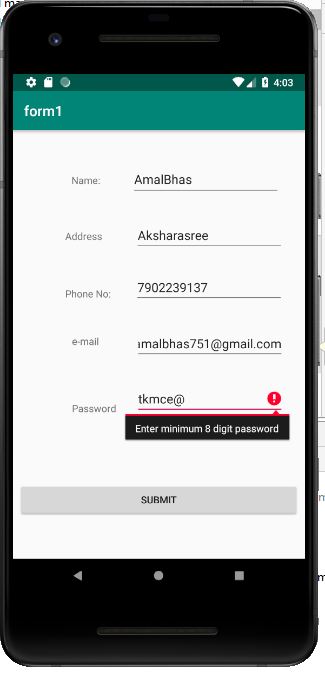 4:03
form1
Name: AmalBhas
Address Aksharasree
Phone No: 7902239137
e-mail amalbhas751@gmail.com
Password tkmce@
Enter minimum 8 digit password
SUBMIT